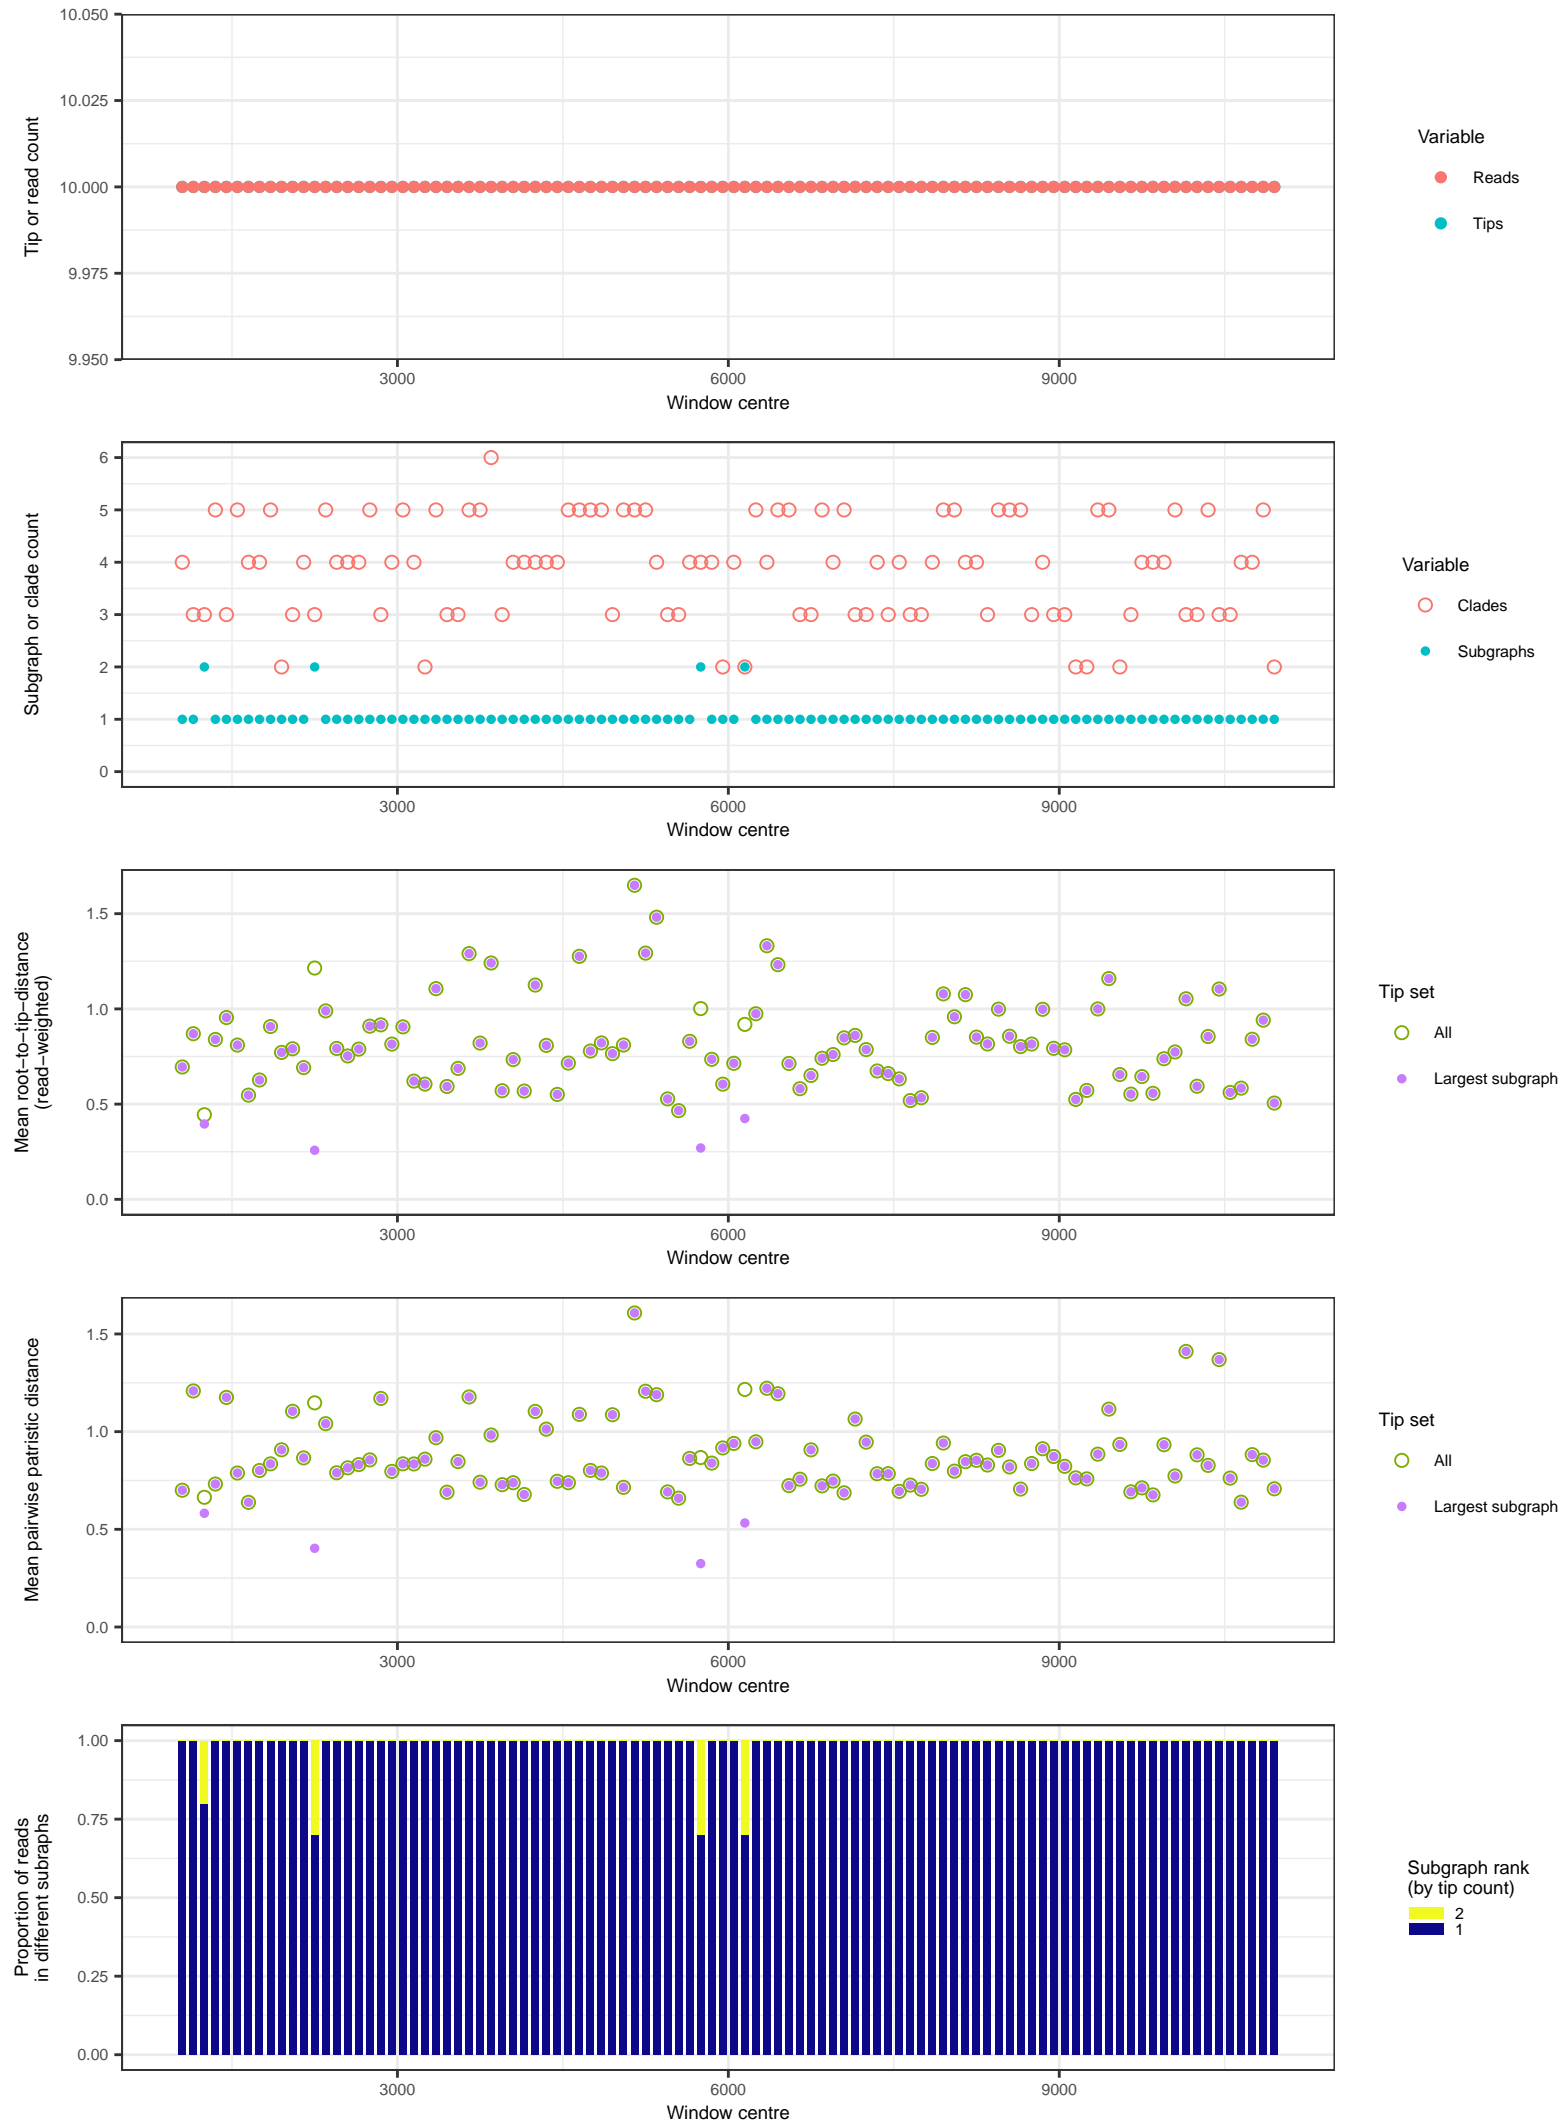 10.050
10.025
10.000
9.975
9.950
Tip or read count
3000
6000
9000
Window centre
Variable
Reads
Tips
6
5
4
3
2
1
0
Subgraph or clade count
3000
6000
9000
Window centre
Variable
Clades
Subgraphs
1.5
1.0
0.5
0.0
Mean root−to−tip−distance
(read−weighted)
3000
6000
9000
Window centre
Tip set
All
Largest subgraph
1.5
1.0
0.5
0.0
Mean pairwise patristic distance
3000
6000
9000
Window centre
Tip set
All
Largest subgraph
1.00
0.75
0.50
0.25
0.00
Proportion of reads
in different subraphs
3000
6000
9000
Window centre
Subgraph rank
(by tip count)
2
1